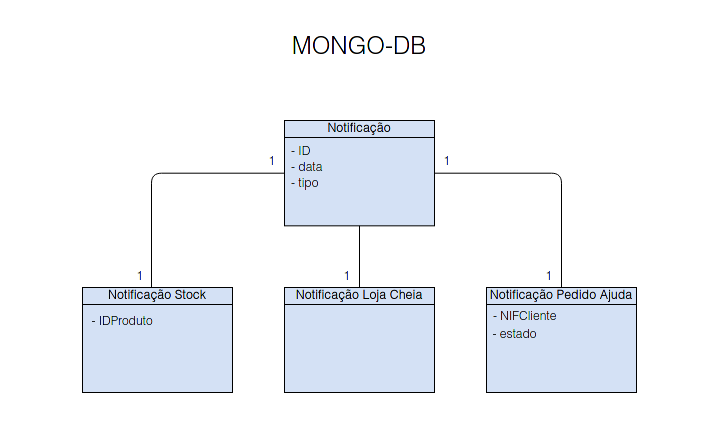 MONGO-DB
Notificação
- ID
- data
- tipo
1
1
1
1
1
Notificação Stock
- IDProduto
Notificação Loja Cheia
Notificação Pedido Ajuda
- NIFCliente
- estado